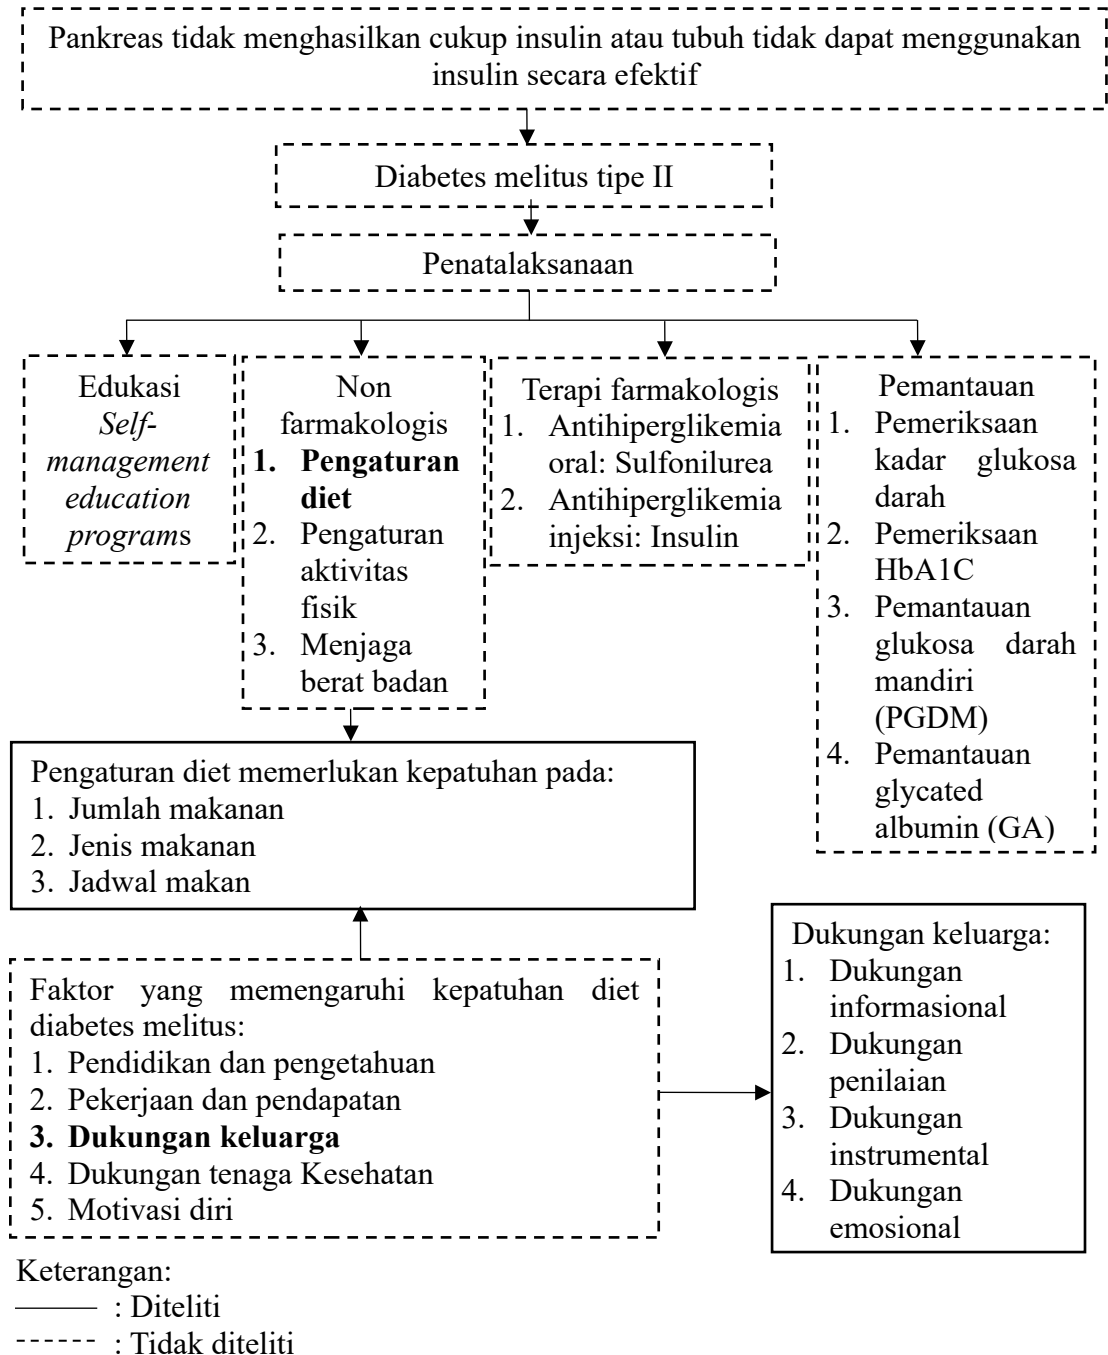 Pankreas tidak menghasilkan cukup insulin atau tubuh tidak dapat menggunakan
insulin secara efektif
Diabetes melitus tipe II
Penatalaksanaan
Edukasi
Self-
management
education
programs
Non
farmakologis
1. Pengaturan
diet
2. Pengaturan
aktivitas
fisik
3. Menjaga
berat badan
Terapi farmakologis
1. Antihiperglikemia
oral: Sulfonilurea
2. Antihiperglikemia
injeksi: Insulin
Pemantauan
1. Pemeriksaan
kadar glukosa
darah
2. Pemeriksaan
HbA1C
3. Pemantauan
glukosa darah
mandiri
(PGDM)
4. Pemantauan
glycated
albumin (GA)
Pengaturan diet memerlukan kepatuhan pada:
1. Jumlah makanan
2. Jenis makanan
3. Jadwal makan
Faktor yang memengaruhi kepatuhan diet
diabetes melitus:
1. Pendidikan dan pengetahuan
2. Pekerjaan dan pendapatan
3. Dukungan keluarga
4. Dukungan tenaga Kesehatan
5. Motivasi diri
Dukungan keluarga:
1. Dukungan
informasional
2. Dukungan
penilaian
3. Dukungan
instrumental
4. Dukungan
emosional
Keterangan:
: Diteliti
: Tidak diteliti